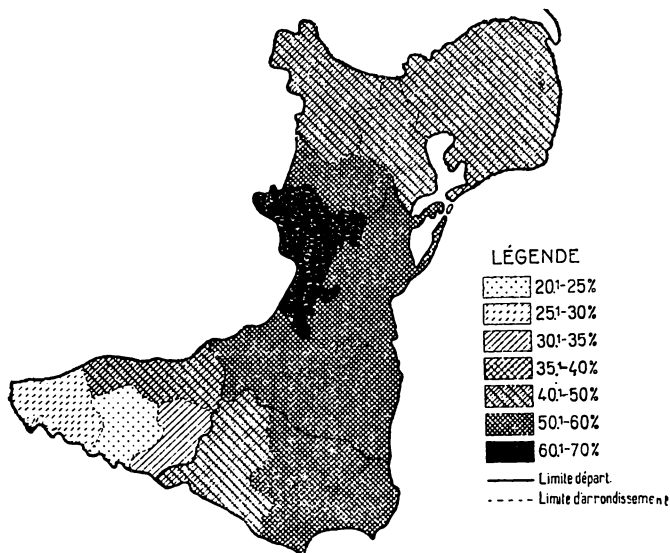 LÉGENDE
20.1-25%
25.1-30%
30.1-35%
35.1-40%
40.1-50%
50.1-60%
60.1-70%
Limite départ.
Limite d'arrondissement